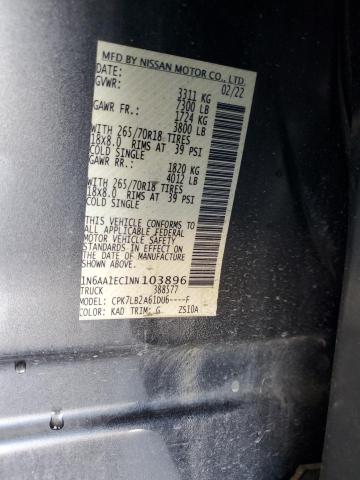 MFD BY NISSAN MOTOR CO., LTD.
DATE: 02/22
GVWR: 3311 KG
7300 LB
GAWR FR.: 1724 KG
3800 LB
WITH 265/70R18 TIRES
18X8.0 RIMS AT 39 PSI
COLD SINGLE
GAWR RR.: 1820 KG
4012 LB
WITH 265/70R18 TIRES
18X8.0 RIMS AT 39 PSI
COLD SINGLE
THIS VEHICLE CONFORMS TO
ALL APPLICABLE FEDERAL
MOTOR VEHICLE SAFETY
STANDARDS IN EFFECT ON
THE DATE OF MANUFACTURE
SHOWN ABOVE.
1N6AA1EC1NN103896
TRUCK 388577
MODEL: CPK7LB2A61DU6----F
COLOR: KAD TRIM: G ZS10A